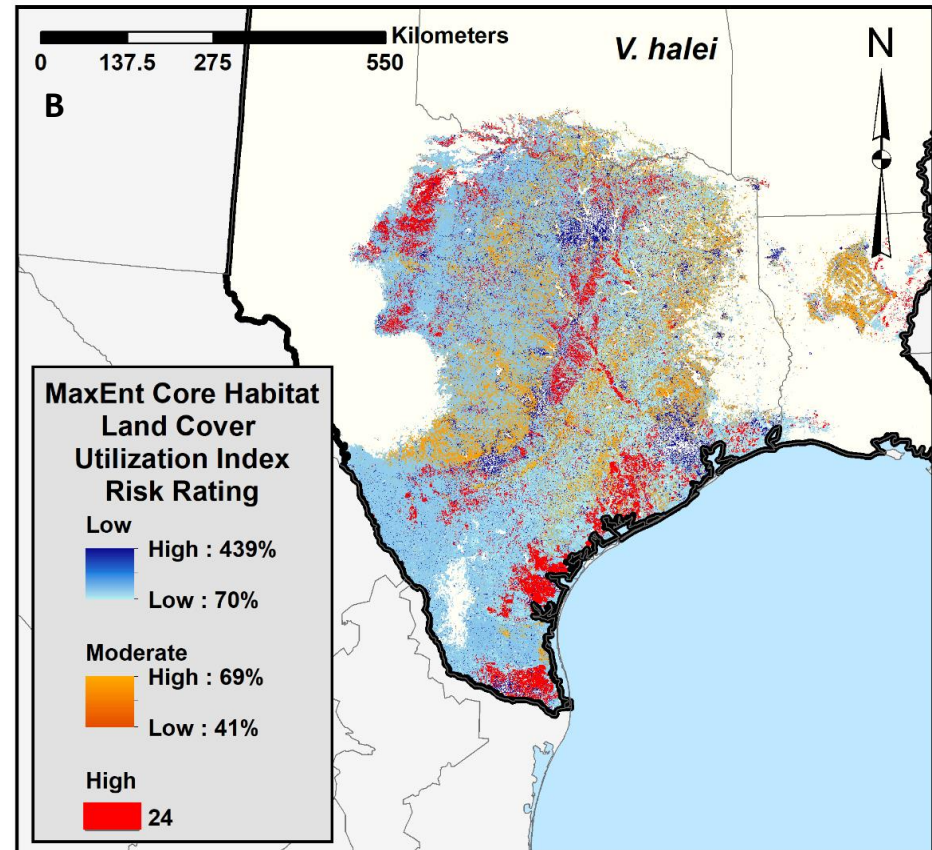 Kilometers
0 137.5 275 550
V. halei
N
B
MaxEnt Core Habitat
Land Cover
Utilization Index
Risk Rating
Low
High : 439%
Low : 70%
Moderate
High : 69%
Low : 41%
High
24